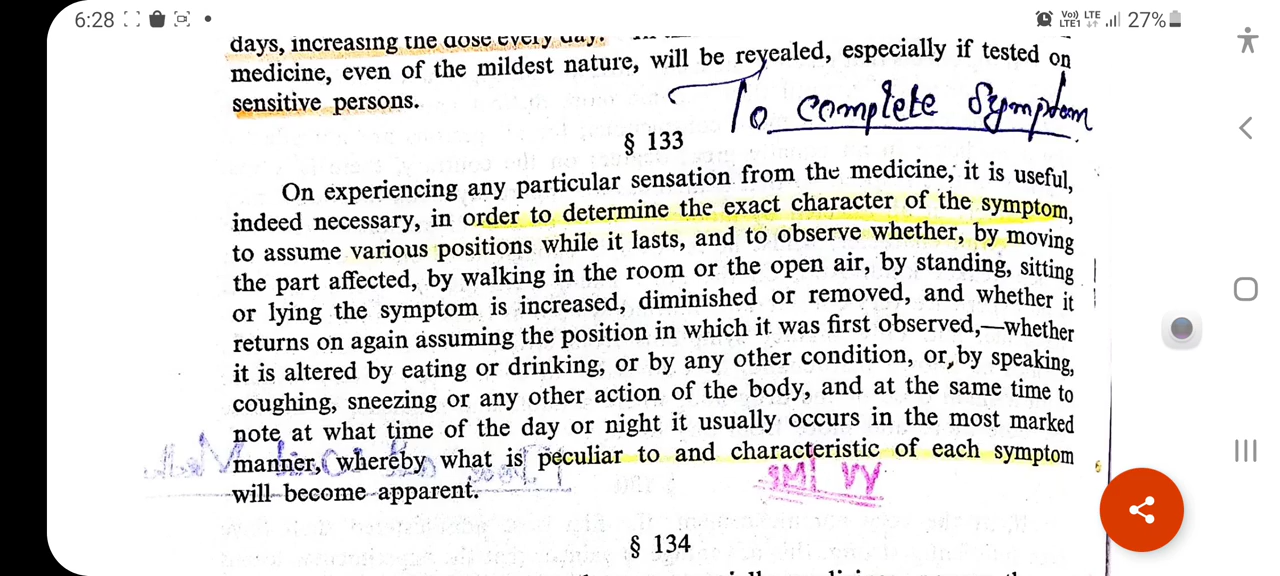 6:28
Vo) LTE
LTE1
27%
days, increasing the dose every day.
medicine, even of the mildest nature, will be revealed, especially if tested on
sensitive persons.
To complete Symptom.
§ 133
On experiencing any particular sensation from the medicine, it is useful,
indeed necessary, in order to determine the exact character of the symptom,
to assume various positions while it lasts, and to observe whether, by moving
the part affected, by walking in the room or the open air, by standing, sitting
or lying the symptom is increased, diminished or removed, and whether it
returns on again assuming the position in which it was first observed,—whether
it is altered by eating or drinking, or by any other condition, or, by speaking,
coughing, sneezing or any other action of the body, and at the same time to
note at what time of the day or night it usually occurs in the most marked
manner, whereby what is peculiar to and characteristic of each symptom
will become apparent.
§ 134